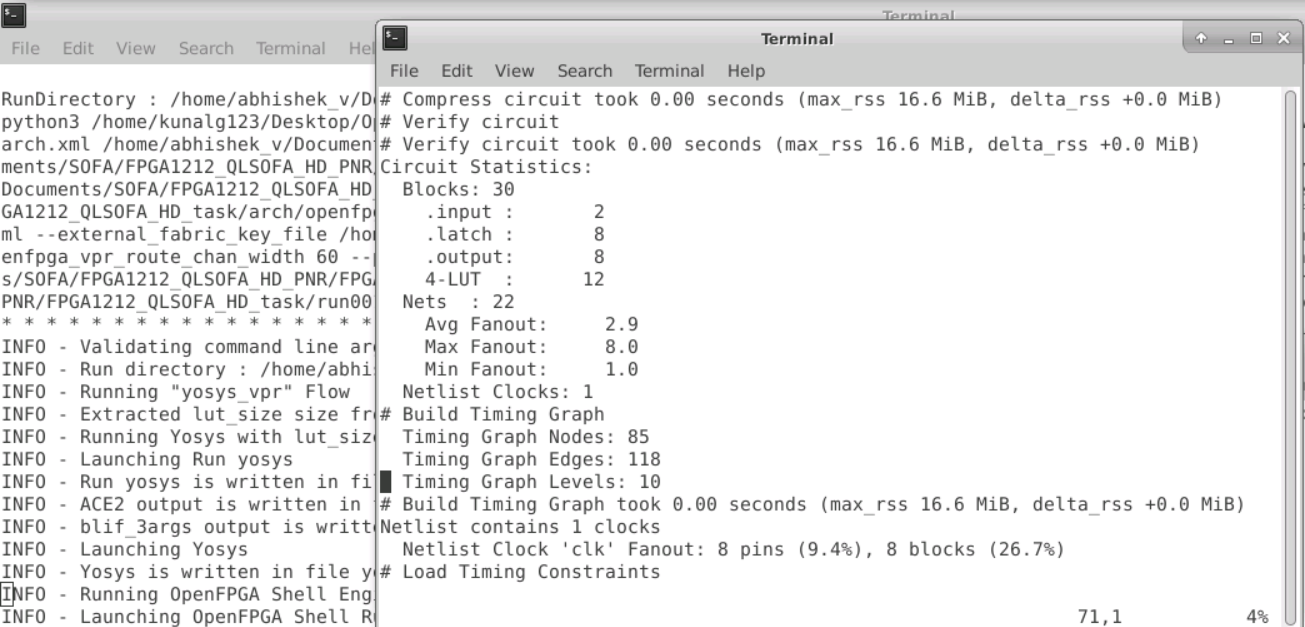 Terminal
File Edit View Search Terminal
RunDirectory : /home/abhishek_v/
python3 /home/kunalg123/Desktop/
arch.xml /home/abhishek_v/Documen
ments/SOFA/FPGA1212_QLSOFA_HD_PNR
Documents/SOFA/FPGA1212_QLSOFA_HD
GA1212_QLSOFA_HD_task/arch/openfp
ml --external_fabric_key_file /ho
enfpga_vpr_route_chan_width 60 --
s/SOFA/FPGA1212_QLSOFA_HD_PNR/FPG
PNR/FPGA1212_QLSOFA_HD_task/run00
* * * * * * * * * * * * * * * * *
INFO - Validating command line ar
INFO - Run directory : /home/abhi
INFO - Running "yosys_vpr" Flow
INFO - Extracted lut_size size fr
INFO - Running Yosys with lut_siz
INFO - Launching Run yosys
INFO - Run yosys is written in fi
INFO - ACE2 output is written in
INFO - blif_3args output is writt
INFO - Launching Yosys
INFO - Yosys is written in file y
INFO - Running OpenFPGA Shell Eng
INFO - Launching OpenFPGA Shell R
Terminal
File Edit View Search Terminal Help
# Compress circuit took 0.00 seconds (max_rss 16.6 MiB, delta_rss +0.0 MiB)
# Verify circuit
# Verify circuit took 0.00 seconds (max_rss 16.6 MiB, delta_rss +0.0 MiB)
Circuit Statistics:
Blocks: 30
.input : 2
.latch : 8
.output: 8
4-LUT : 12
Nets : 22
Avg Fanout: 2.9
Max Fanout: 8.0
Min Fanout: 1.0
Netlist Clocks: 1
# Build Timing Graph
Timing Graph Nodes: 85
Timing Graph Edges: 118
Timing Graph Levels: 10
# Build Timing Graph took 0.00 seconds (max_rss 16.6 MiB, delta_rss +0.0 MiB)
Netlist contains 1 clocks
Netlist Clock 'clk' Fanout: 8 pins (9.4%), 8 blocks (26.7%)
# Load Timing Constraints
71,1 4%